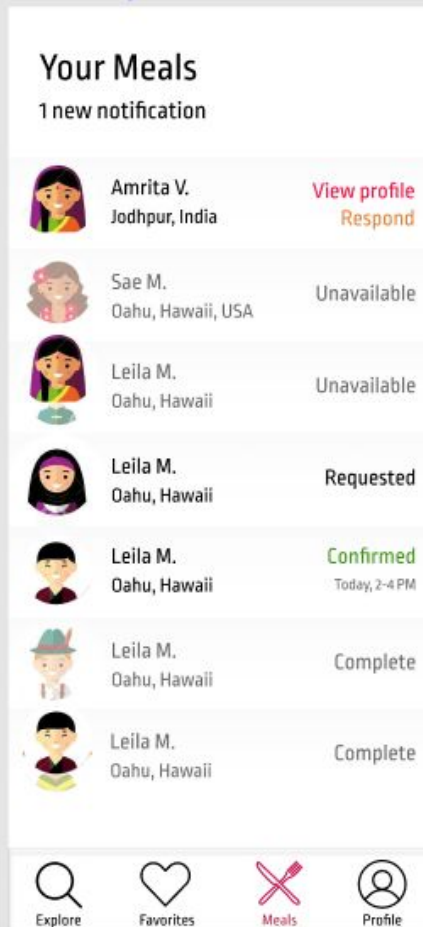 Your Meals
1 new notification
Amrita V.
Jodhpur, India
View profile
Respond
Sae M.
Oahu, Hawaii, USA
Unavailable
Leila M.
Oahu, Hawaii
Unavailable
Leila M.
Oahu, Hawaii
Requested
Leila M.
Oahu, Hawaii
Confirmed
Today, 2-4 PM
Leila M.
Oahu, Hawaii
Complete
Leila M.
Oahu, Hawaii
Complete
Explore
Favorites
Meals
Profile